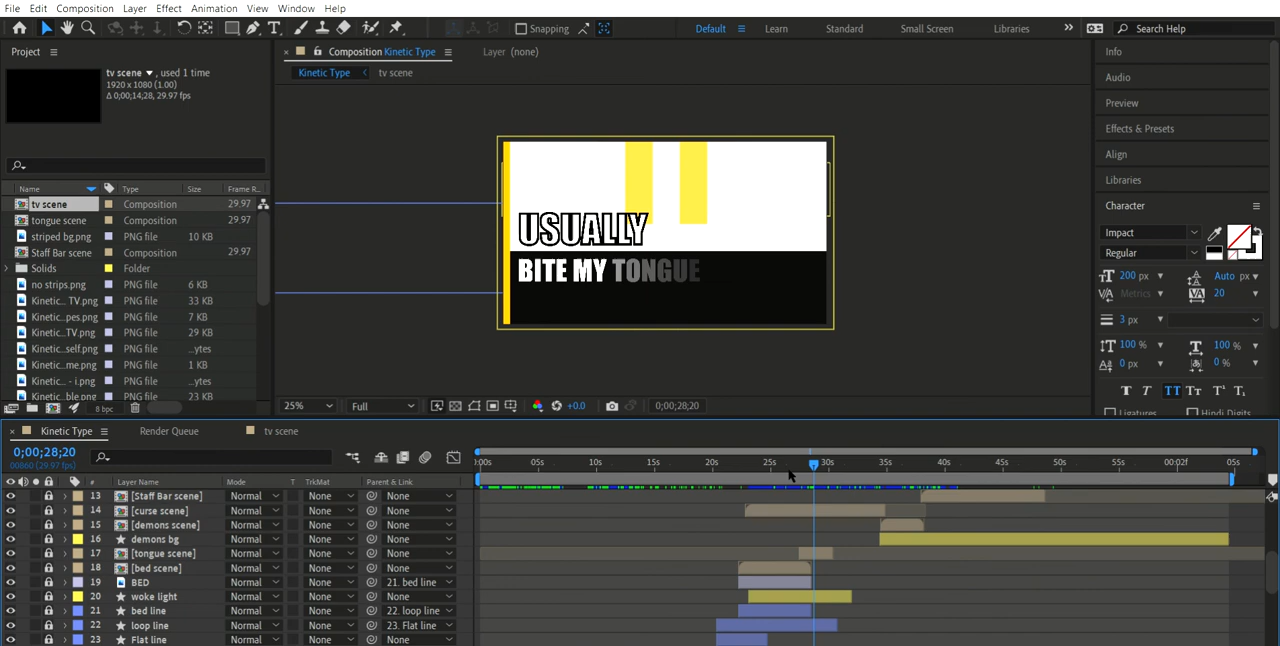 File Edit Composition Layer Effect Animation View Window Help
Snapping Default Learn Small Screen Standard Libraries Search Help
Project
Composition Kinetic Type
Layer (none)
Info
tv scene , used 1 time
1920 x 1080 (1.00)
Δ 0;00;14;28, 29.97 fps
Kinetic Type tv scene
Audio
Preview
Effects & Presets
Align
Libraries
Name Type Size Frame R...
tv scene Composition 29.97
tongue scene Composition 29.97
striped bg.png PNG file 10 KB
Staff Bar scene Composition 29.97
Solids Folder
no strips.png PNG file 6 KB
Kinetic... TV.png PNG file 33 KB
Kinetic...pes.png PNG file 7 KB
Kinetic...TV.png PNG file 29 KB
Kinetic...self.png PNG file ...ytes
Kinetic...me.png PNG file 1 KB
Kinetic... - i.png PNG file ...ytes
Kinetic...ble.png PNG file 23 KB
8 bpc
USUALLY
BITE MY TONGUE
Character
Impact
Regular
200 px Auto px
Metrics 20
3 px
100 % 100 %
0 px 0 %
Ligatures Hindi Digits
25% Full +0.0 0;00;28;20
Kinetic Type Render Queue tv scene
0;00;28;20
00860 (29.97 fps)
:00s 05s 10s 15s 20s 25s 30s 35s 40s 45s 50s 55s 00:02f 05s
# Layer Name Mode T TrkMat Parent & Link
13 [Staff Bar scene] Normal None None
14 [curse scene] Normal None None
15 [demons scene] Normal None None
16 demons bg Normal None None
17 [tongue scene] Normal None None
18 [bed scene] Normal None None
19 BED Normal None 21. bed line
20 woke light Normal None None
21 bed line Normal None 22. loop line
22 loop line Normal None 23. Flat line
23 Flat line Normal None None